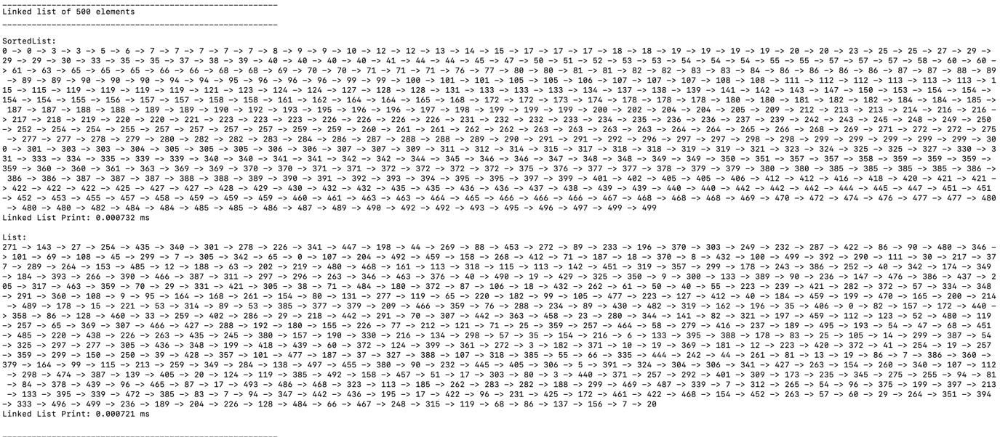 ________________________________________________________
Linked list of 500 elements
________________________________________________________
SortedList:
0 -> 0 -> 3 -> 3 -> 5 -> 6 -> 7 -> 7 -> 7 -> 7 -> 7 -> 8 -> 9 -> 9 -> 10 -> 12 -> 12 -> 13 -> 14 -> 15 -> 17 -> 17 -> 17 -> 18 -> 18 -> 19 -> 19 -> 19 -> 19 -> 20 -> 20 -> 23 -> 25 -> 25 -> 27 -> 29 ->
29 -> 29 -> 30 -> 33 -> 35 -> 35 -> 37 -> 38 -> 39 -> 40 -> 40 -> 40 -> 40 -> 41 -> 44 -> 44 -> 45 -> 47 -> 50 -> 51 -> 52 -> 53 -> 53 -> 54 -> 54 -> 54 -> 55 -> 55 -> 57 -> 57 -> 57 -> 58 -> 60 -> 60 -
> 61 -> 63 -> 65 -> 65 -> 65 -> 66 -> 66 -> 68 -> 68 -> 69 -> 70 -> 70 -> 71 -> 71 -> 71 -> 76 -> 77 -> 80 -> 80 -> 81 -> 81 -> 82 -> 82 -> 83 -> 83 -> 84 -> 86 -> 86 -> 86 -> 86 -> 87 -> 87 -> 88 -> 89
-> 89 -> 89 -> 90 -> 90 -> 90 -> 94 -> 94 -> 95 -> 96 -> 96 -> 96 -> 99 -> 99 -> 100 -> 101 -> 101 -> 105 -> 105 -> 106 -> 107 -> 107 -> 107 -> 108 -> 108 -> 111 -> 112 -> 112 -> 113 -> 113 -> 113 -> 1
15 -> 115 -> 119 -> 119 -> 119 -> 119 -> 121 -> 123 -> 124 -> 124 -> 127 -> 128 -> 128 -> 131 -> 133 -> 133 -> 133 -> 134 -> 137 -> 138 -> 139 -> 141 -> 142 -> 143 -> 147 -> 150 -> 153 -> 154 -> 154 ->
154 -> 154 -> 155 -> 156 -> 157 -> 157 -> 158 -> 158 -> 161 -> 162 -> 164 -> 164 -> 165 -> 168 -> 172 -> 172 -> 173 -> 174 -> 178 -> 178 -> 178 -> 180 -> 180 -> 181 -> 182 -> 182 -> 184 -> 184 -> 185 ->
187 -> 187 -> 188 -> 188 -> 189 -> 189 -> 190 -> 192 -> 193 -> 195 -> 196 -> 196 -> 197 -> 198 -> 199 -> 199 -> 199 -> 200 -> 202 -> 204 -> 204 -> 205 -> 209 -> 212 -> 213 -> 213 -> 214 -> 216 -> 216 -
> 217 -> 218 -> 219 -> 220 -> 220 -> 221 -> 223 -> 223 -> 223 -> 226 -> 226 -> 226 -> 231 -> 232 -> 232 -> 233 -> 234 -> 235 -> 236 -> 236 -> 237 -> 239 -> 242 -> 243 -> 245 -> 248 -> 249 -> 250
-> 252 -> 254 -> 254 -> 255 -> 257 -> 257 -> 257 -> 257 -> 259 -> 259 -> 260 -> 261 -> 261 -> 262 -> 262 -> 263 -> 263 -> 263 -> 264 -> 264 -> 265 -> 266 -> 268 -> 269 -> 271 -> 272 -> 272 -> 275
-> 277 -> 277 -> 278 -> 279 -> 280 -> 282 -> 282 -> 283 -> 284 -> 286 -> 287 -> 288 -> 288 -> 289 -> 290 -> 291 -> 291 -> 292 -> 296 -> 297 -> 297 -> 298 -> 298 -> 299 -> 299 -> 299 -> 299 -> 30
0 -> 301 -> 303 -> 303 -> 304 -> 305 -> 305 -> 305 -> 306 -> 306 -> 307 -> 307 -> 309 -> 311 -> 312 -> 314 -> 315 -> 317 -> 318 -> 318 -> 319 -> 319 -> 321 -> 323 -> 324 -> 325 -> 325 -> 327 -> 330 -> 3
31 -> 333 -> 334 -> 335 -> 339 -> 339 -> 340 -> 340 -> 341 -> 341 -> 342 -> 342 -> 344 -> 345 -> 346 -> 346 -> 347 -> 348 -> 348 -> 349 -> 349 -> 350 -> 351 -> 357 -> 357 -> 358 -> 359 -> 359 -> 359 ->
359 -> 360 -> 360 -> 361 -> 363 -> 369 -> 369 -> 370 -> 370 -> 371 -> 371 -> 372 -> 372 -> 372 -> 375 -> 376 -> 377 -> 377 -> 378 -> 379 -> 379 -> 380 -> 380 -> 385 -> 385 -> 385 -> 385 -> 386 ->
386 -> 386 -> 387 -> 387 -> 387 -> 388 -> 388 -> 389 -> 390 -> 391 -> 392 -> 393 -> 394 -> 395 -> 395 -> 397 -> 399 -> 401 -> 402 -> 405 -> 405 -> 406 -> 412 -> 412 -> 416 -> 418 -> 420 -> 421 -> 421 -
> 422 -> 422 -> 422 -> 425 -> 427 -> 427 -> 428 -> 429 -> 430 -> 432 -> 432 -> 435 -> 435 -> 436 -> 436 -> 437 -> 438 -> 439 -> 439 -> 440 -> 440 -> 442 -> 442 -> 442 -> 444 -> 445 -> 447 -> 451 -> 451
-> 452 -> 453 -> 455 -> 457 -> 458 -> 459 -> 459 -> 459 -> 460 -> 461 -> 463 -> 463 -> 464 -> 465 -> 466 -> 466 -> 466 -> 467 -> 468 -> 468 -> 468 -> 469 -> 470 -> 472 -> 474 -> 476 -> 477 -> 477 -> 480
-> 480 -> 480 -> 482 -> 484 -> 484 -> 485 -> 485 -> 486 -> 487 -> 489 -> 490 -> 492 -> 492 -> 493 -> 495 -> 496 -> 497 -> 499 -> 499
Linked List Print: 0.000732 ms
List:
271 -> 143 -> 27 -> 254 -> 435 -> 340 -> 301 -> 278 -> 226 -> 341 -> 447 -> 198 -> 44 -> 269 -> 88 -> 453 -> 272 -> 89 -> 233 -> 196 -> 370 -> 303 -> 249 -> 232 -> 287 -> 422 -> 86 -> 90 -> 480 -> 346 -
> 101 -> 69 -> 108 -> 45 -> 299 -> 7 -> 305 -> 342 -> 65 -> 0 -> 107 -> 204 -> 492 -> 459 -> 158 -> 268 -> 412 -> 71 -> 187 -> 18 -> 370 -> 8 -> 432 -> 100 -> 499 -> 392 -> 290 -> 111 -> 30 -> 217 -> 37
7 -> 289 -> 264 -> 153 -> 485 -> 12 -> 188 -> 63 -> 202 -> 219 -> 480 -> 468 -> 161 -> 113 -> 318 -> 115 -> 113 -> 142 -> 451 -> 319 -> 357 -> 299 -> 178 -> 243 -> 386 -> 252 -> 40 -> 342 -> 174 -> 349
-> 184 -> 393 -> 266 -> 390 -> 466 -> 387 -> 311 -> 297 -> 296 -> 263 -> 346 -> 463 -> 376 -> 40 -> 490 -> 19 -> 429 -> 325 -> 350 -> 9 -> 300 -> 133 -> 389 -> 90 -> 236 -> 147 -> 476 -> 386 -> 437 -> 2
05 -> 317 -> 463 -> 359 -> 70 -> 29 -> 331 -> 421 -> 305 -> 38 -> 71 -> 484 -> 180 -> 372 -> 87 -> 106 -> 18 -> 432 -> 262 -> 61 -> 50 -> 40 -> 55 -> 223 -> 239 -> 421 -> 282 -> 372 -> 57 -> 334 -> 348
-> 291 -> 360 -> 108 -> 9 -> 95 -> 164 -> 168 -> 261 -> 154 -> 80 -> 131 -> 277 -> 119 -> 65 -> 220 -> 182 -> 99 -> 105 -> 477 -> 223 -> 127 -> 412 -> 40 -> 184 -> 459 -> 199 -> 470 -> 165 -> 200 -> 214
-> 489 -> 178 -> 15 -> 221 -> 53 -> 314 -> 89 -> 53 -> 385 -> 377 -> 379 -> 209 -> 466 -> 359 -> 76 -> 288 -> 234 -> 89 -> 430 -> 482 -> 319 -> 162 -> 196 -> 35 -> 406 -> 0 -> 82 -> 157 -> 172 -> 440 -
> 358 -> 86 -> 128 -> 460 -> 33 -> 259 -> 402 -> 286 -> 29 -> 218 -> 442 -> 291 -> 70 -> 307 -> 442 -> 363 -> 458 -> 23 -> 280 -> 344 -> 141 -> 82 -> 321 -> 197 -> 459 -> 112 -> 123 -> 52 -> 480 -> 119
-> 257 -> 65 -> 369 -> 307 -> 466 -> 427 -> 288 -> 192 -> 180 -> 155 -> 226 -> 77 -> 212 -> 121 -> 71 -> 25 -> 359 -> 257 -> 464 -> 58 -> 279 -> 416 -> 237 -> 189 -> 495 -> 193 -> 54 -> 47 -> 68 -> 451
-> 485 -> 220 -> 438 -> 226 -> 263 -> 435 -> 245 -> 380 -> 157 -> 190 -> 330 -> 216 -> 134 -> 298 -> 57 -> 35 -> 154 -> 216 -> 6 -> 133 -> 395 -> 388 -> 178 -> 83 -> 25 -> 105 -> 14 -> 299 -> 387 -> 54
-> 325 -> 297 -> 277 -> 305 -> 436 -> 348 -> 199 -> 418 -> 439 -> 60 -> 372 -> 124 -> 399 -> 361 -> 272 -> 3 -> 182 -> 371 -> 10 -> 19 -> 369 -> 181 -> 12 -> 223 -> 420 -> 372 -> 41 -> 254 -> 19 -> 257
-> 359 -> 299 -> 150 -> 250 -> 39 -> 428 -> 357 -> 101 -> 477 -> 187 -> 37 -> 327 -> 388 -> 107 -> 318 -> 385 -> 55 -> 66 -> 335 -> 444 -> 242 -> 44 -> 261 -> 81 -> 13 -> 19 -> 86 -> 7 -> 386 -> 360 ->
379 -> 164 -> 99 -> 115 -> 213 -> 259 -> 349 -> 284 -> 138 -> 497 -> 455 -> 380 -> 90 -> 232 -> 445 -> 405 -> 306 -> 5 -> 391 -> 324 -> 304 -> 306 -> 341 -> 427 -> 263 -> 154 -> 260 -> 340 -> 107 -> 112
-> 298 -> 474 -> 387 -> 139 -> 405 -> 20 -> 124 -> 119 -> 385 -> 492 -> 158 -> 457 -> 51 -> 17 -> 303 -> 80 -> 3 -> 440 -> 371 -> 257 -> 292 -> 401 -> 309 -> 173 -> 235 -> 345 -> 275 -> 255 -> 94 -> 81
-> 84 -> 378 -> 439 -> 96 -> 465 -> 87 -> 17 -> 493 -> 486 -> 468 -> 323 -> 113 -> 185 -> 262 -> 283 -> 282 -> 188 -> 299 -> 469 -> 487 -> 339 -> 7 -> 312 -> 265 -> 54 -> 96 -> 375 -> 199 -> 397 -> 213
-> 133 -> 395 -> 339 -> 472 -> 385 -> 83 -> 7 -> 94 -> 347 -> 442 -> 436 -> 195 -> 17 -> 422 -> 96 -> 231 -> 425 -> 172 -> 461 -> 422 -> 468 -> 154 -> 452 -> 263 -> 57 -> 60 -> 29 -> 264 -> 351 -> 394
-> 333 -> 496 -> 499 -> 236 -> 189 -> 204 -> 226 -> 128 -> 484 -> 66 -> 467 -> 248 -> 315 -> 119 -> 68 -> 86 -> 137 -> 156 -> 7 -> 20
Linked List Print: 0.000721 ms
________________________________________________________